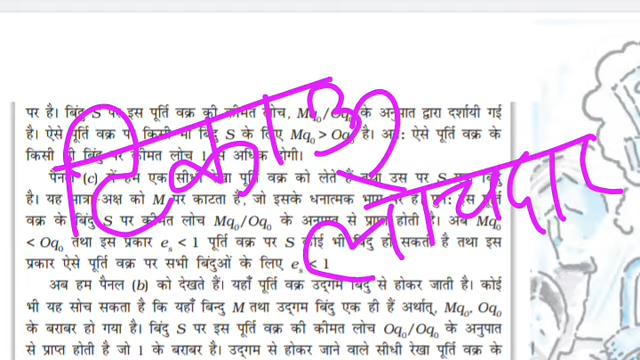 पर है। बिंदु S पर इस पूर्ति वक्र की कीमत लोच, Mq₀/Oq₀ के अनुपात द्वारा दर्शायी गई
है। ऐसे पूर्ति वक्र पर किसी भी बिंदु S के लिए Mq₀ > Oq₀ है। अतः ऐसे पूर्ति वक्र के
किसी भी बिंदु पर कीमत लोच 1 से अधिक होगी।
पैनल (c) में हम एक सीधी रेखा पूर्ति वक्र को लेते हैं तथा उस पर S एक बिंदु
है। यह मात्रा-अक्ष को M पर काटता है, जो इसके धनात्मक भाग पर है। पुनः इस पूर्ति
वक्र के बिंदु S पर कीमत लोच Mq₀/Oq₀ के अनुपात से प्राप्त होती है। अब Mq₀
< Oq₀ तथा इस प्रकार eₛ < 1 पूर्ति वक्र पर S कोई भी बिंदु हो सकती है तथा इस
प्रकार ऐसे पूर्ति वक्र पर सभी बिंदुओं के लिए eₛ < 1
अब हम पैनल (b) को देखते हैं। यहाँ पूर्ति वक्र उद्गम बिंदु से होकर जाती है। कोई
भी यह सोच सकता है कि यहाँ बिन्दु M तथा उद्गम बिंदु एक ही हैं अर्थात्, Mq₀, Oq₀
के बराबर हो गया है। बिंदु S पर इस पूर्ति वक्र की कीमत लोच Oq₀/Oq₀ के अनुपात
से प्राप्त होती है जो 1 के बराबर है। उद्गम से होकर जाने वाले सीधी रेखा पूर्ति वक्र के
टिकाऊ